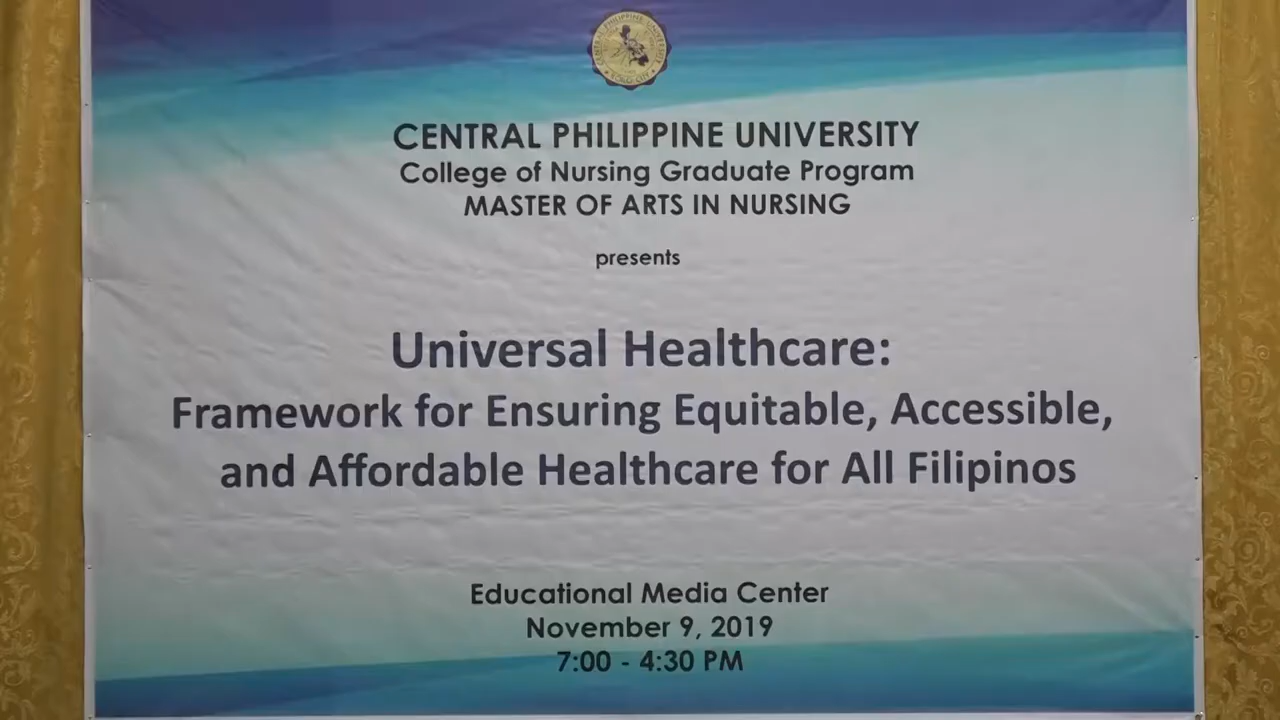 CENTRAL PHILIPPINE UNIVERSITY
College of Nursing Graduate Program
MASTER OF ARTS IN NURSING
presents
Universal Healthcare:
Framework for Ensuring Equitable, Accessible,
and Affordable Healthcare for All Filipinos
Educational Media Center
November 9, 2019
7:00 - 4:30 PM